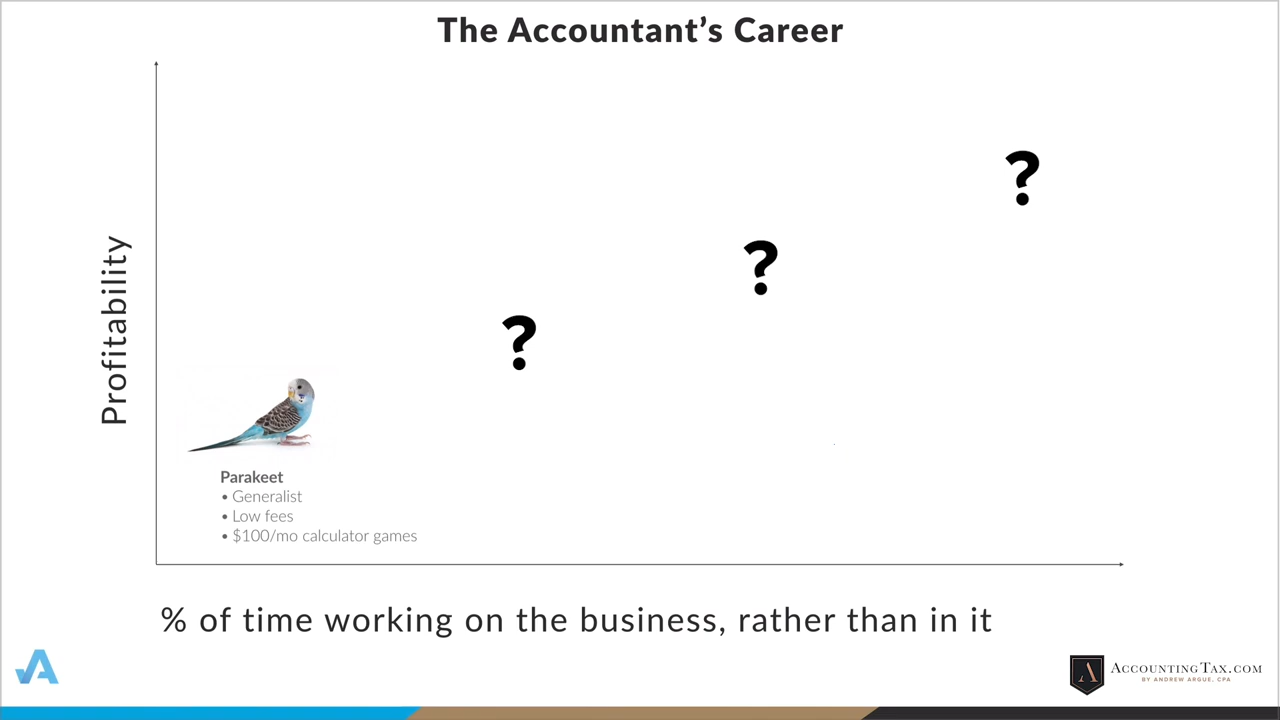 The Accountant’s Career
?
?
?
Profitability
Parakeet
• Generalist
• Low fees
• $100/mo calculator games
% of time working on the business, rather than in it
A
ACCOUNTINGTAX.COM
BY ANDREW ARGUE, CPA